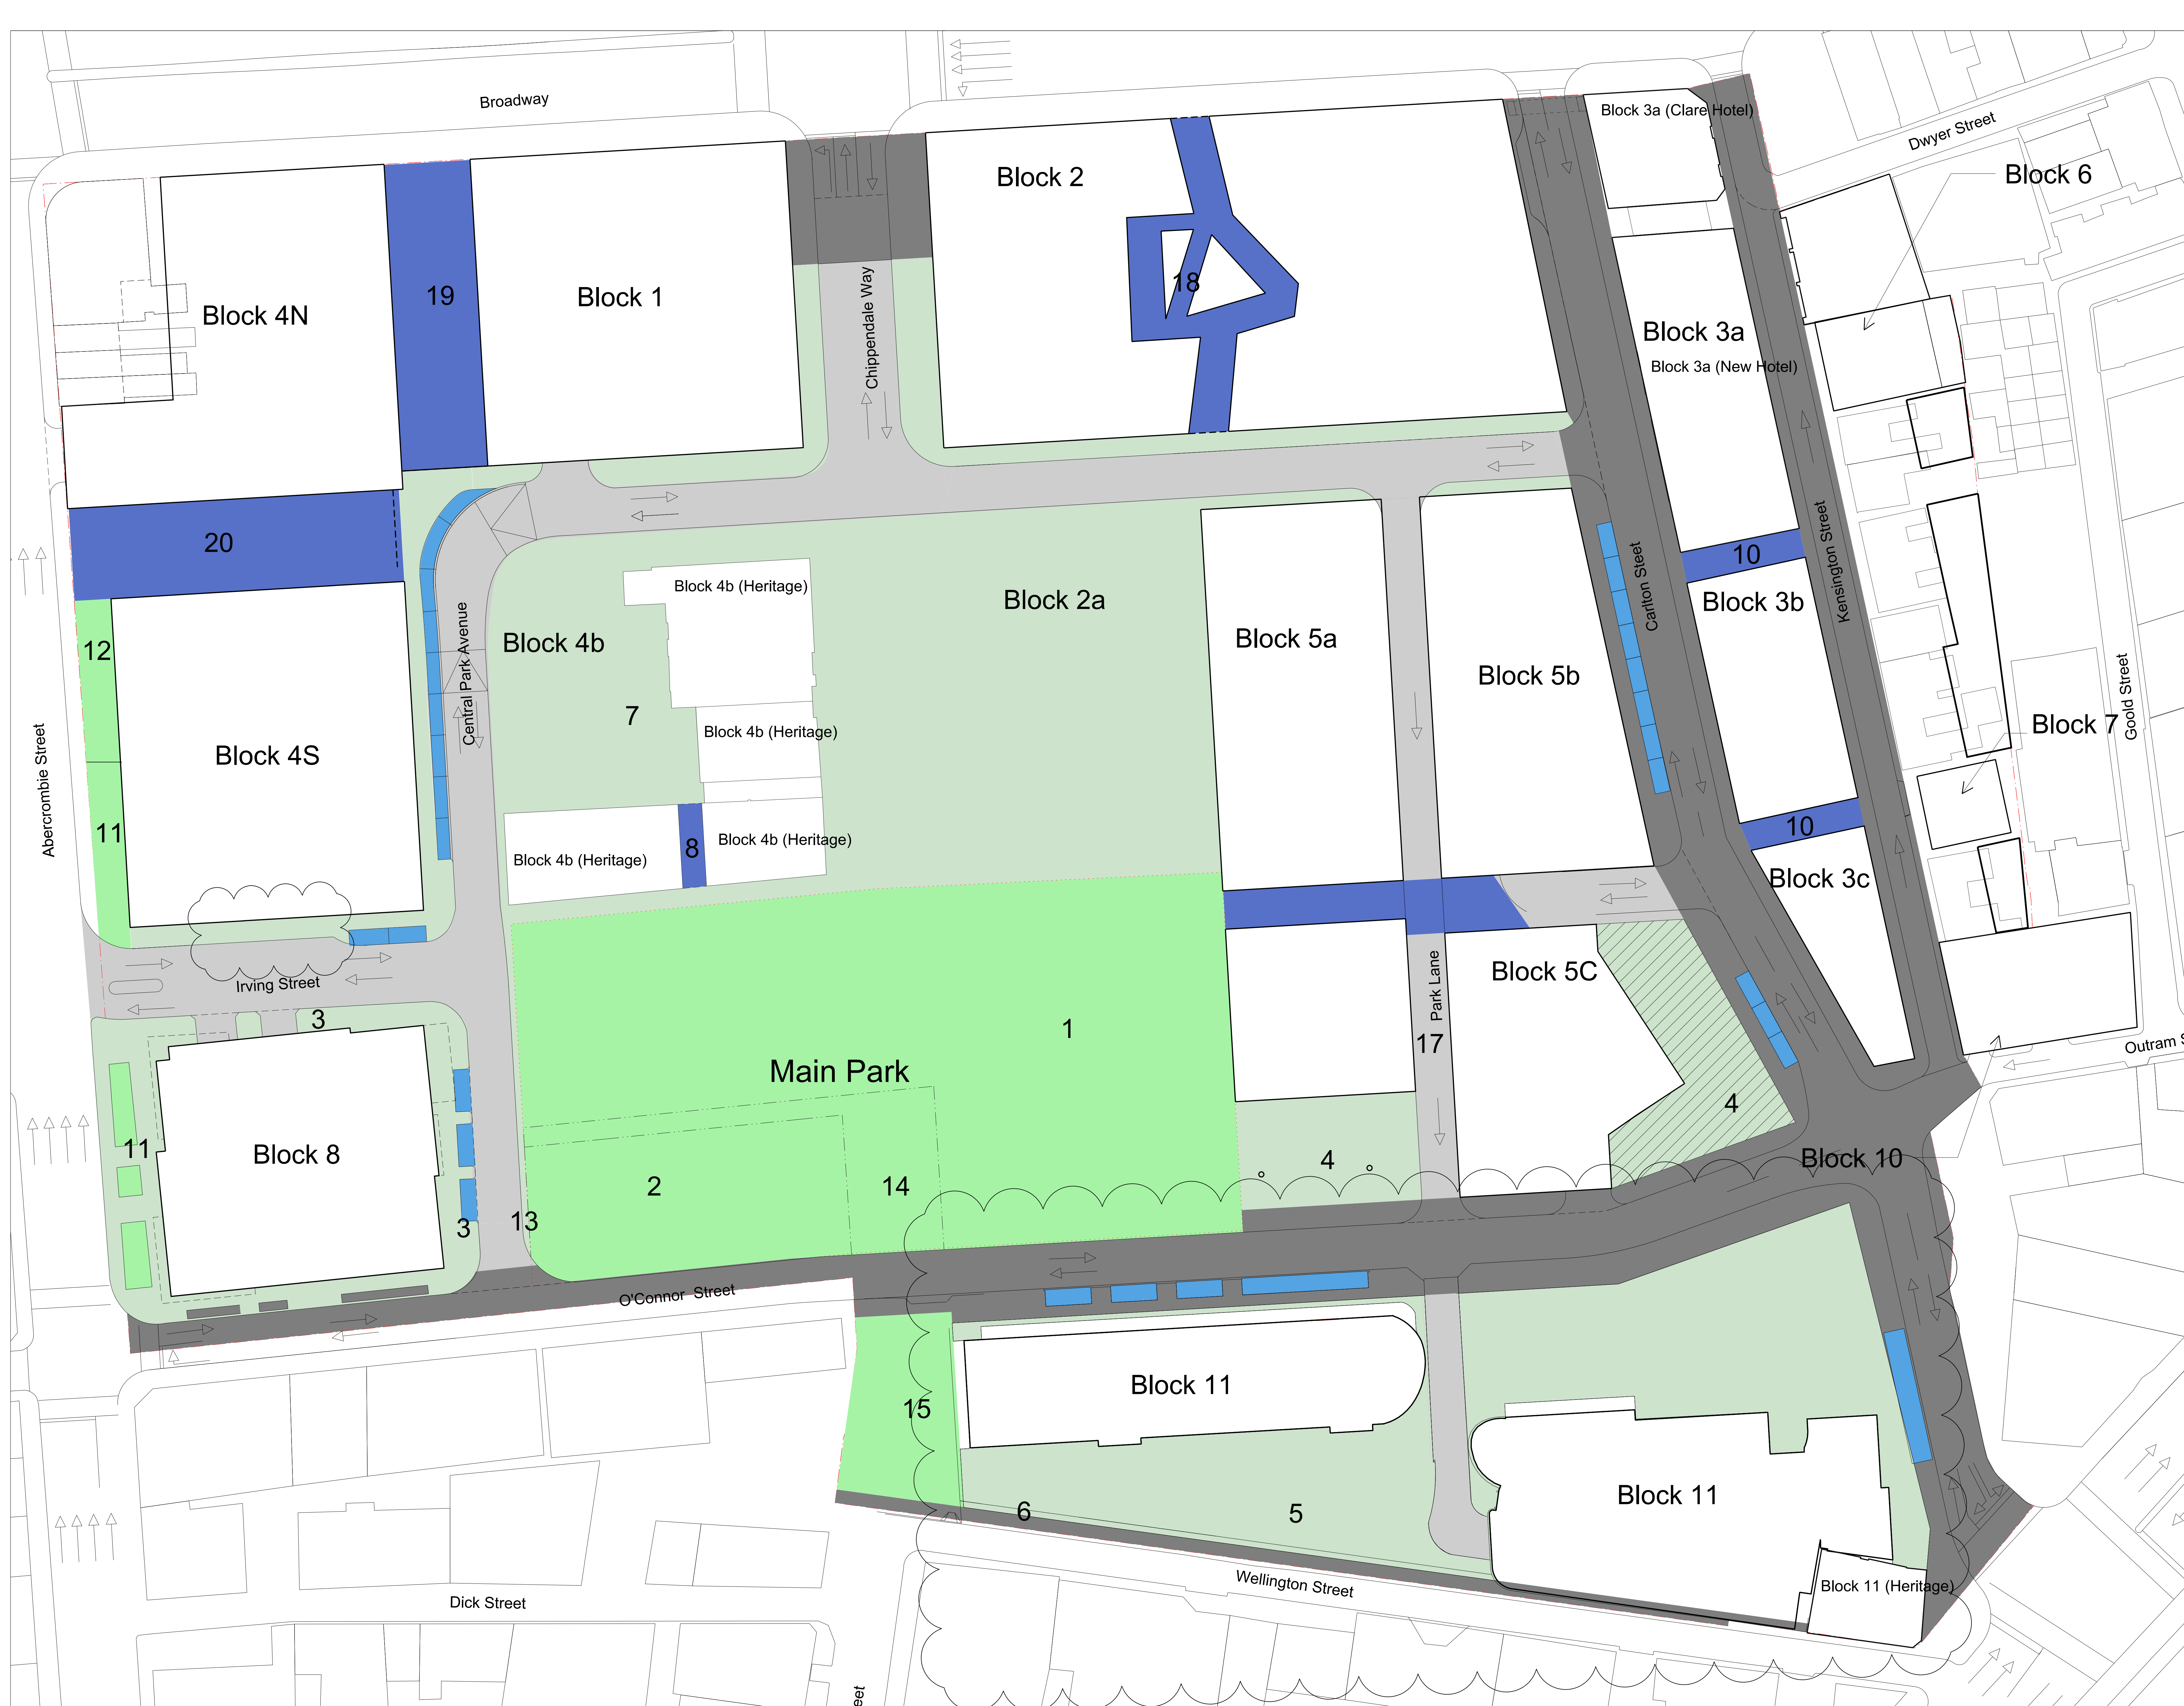 Broadway
Block 3a (Clare Hotel)
Dwyer Street
Block 2
Block 6
Block 4N
19
Block 1
Chippendale Way
18
Block 3a
Block 3a (New Hotel)
20
10
Kensington Street
Carlton Steet
Block 4b (Heritage)
Block 2a
Block 3b
12
Central Park Avenue
Block 4b
Block 5a
Block 5b
Goold Street
7
Block 4b (Heritage)
Block 7
Abercrombie Street
Block 4S
11
8
Block 4b (Heritage)
Block 4b (Heritage)
10
Block 3c
Irving Street
3
1
Park Lane
Block 5C
17
Outram S
Main Park
4
11
Block 8
2
14
4
Block 10
3
13
O'Connor Street
15
Block 11
6
5
Block 11
Wellington Street
Block 11 (Heritage)
Dick Street
eet